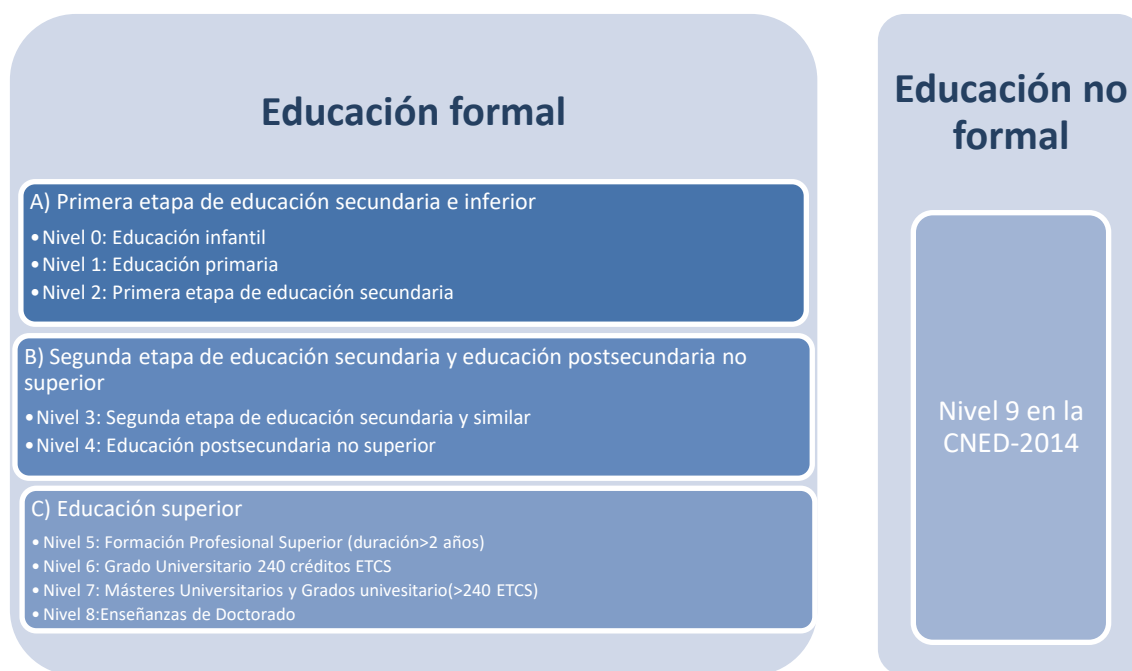 Educación formal
A) Primera etapa de educación secundaria e inferior
•Nivel 0: Educación infantil
•Nivel 1: Educación primaria
•Nivel 2: Primera etapa de educación secundaria
B) Segunda etapa de educación secundaria y educación postsecundaria no
superior
•Nivel 3: Segunda etapa de educación secundaria y similar
•Nivel 4: Educación postsecundaria no superior
C) Educación superior
•Nivel 5: Formación Profesional Superior (duración>2 años)
•Nivel 6: Grado Universitario 240 créditos ETCS
•Nivel 7: Másteres Universitarios y Grados univesitario(>240 ETCS)
•Nivel 8:Enseñanzas de Doctorado
Educación no
formal
Nivel 9 en la
CNED-2014